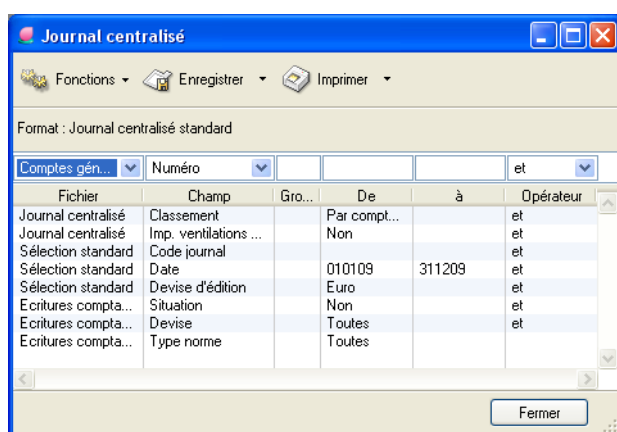 Journal centralisé
Fonctions Enregistrer Imprimer
Format : Journal centralisé standard
Comptes gén... Numéro et
Fichier Champ Gro... De à Opérateur
Journal centralisé Classement Par compt... et
Journal centralisé Imp. ventilations ... Non et
Sélection standard Code journal et
Sélection standard Date 010109 311209 et
Sélection standard Devise d'édition Euro et
Ecritures compta... Situation Non et
Ecritures compta... Devise Toutes et
Ecritures compta... Type norme Toutes
Fermer